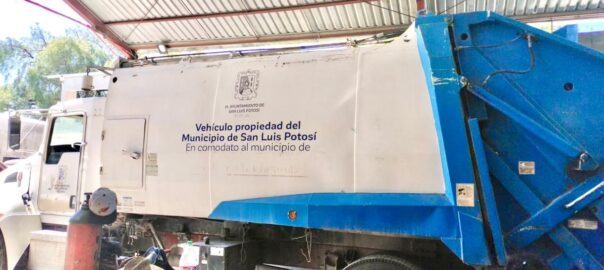 H. AYUNTAMIENTO DE
SAN LUIS POTOSÍ
Vehículo propiedad del
Municipio de San Luis Potosí
En comodato al municipio de